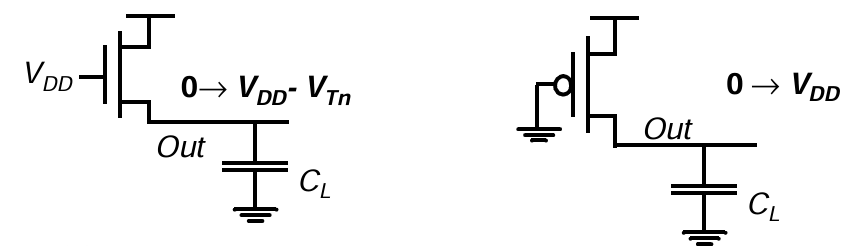 V_DD
0→ V_DD- V_Tn
Out
C_L
0 → V_DD
Out
C_L